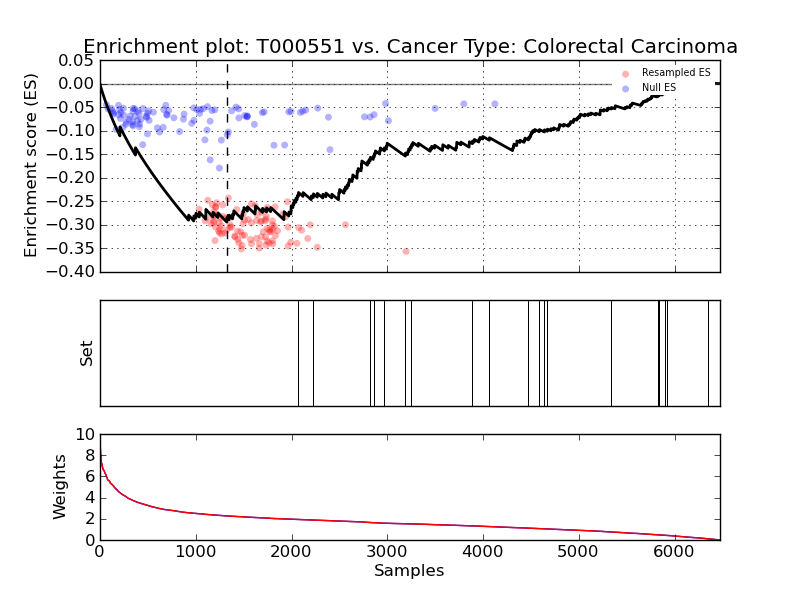 Enrichment plot: T000551 vs. Cancer Type: Colorectal Carcinoma
Enrichment score (ES)
0.05
0.00
−0.05
−0.10
−0.15
−0.20
−0.25
−0.30
−0.35
−0.40
Resampled ES
Null ES
Set
Weights
10
8
6
4
2
0
0 1000 2000 3000 4000 5000 6000
Samples